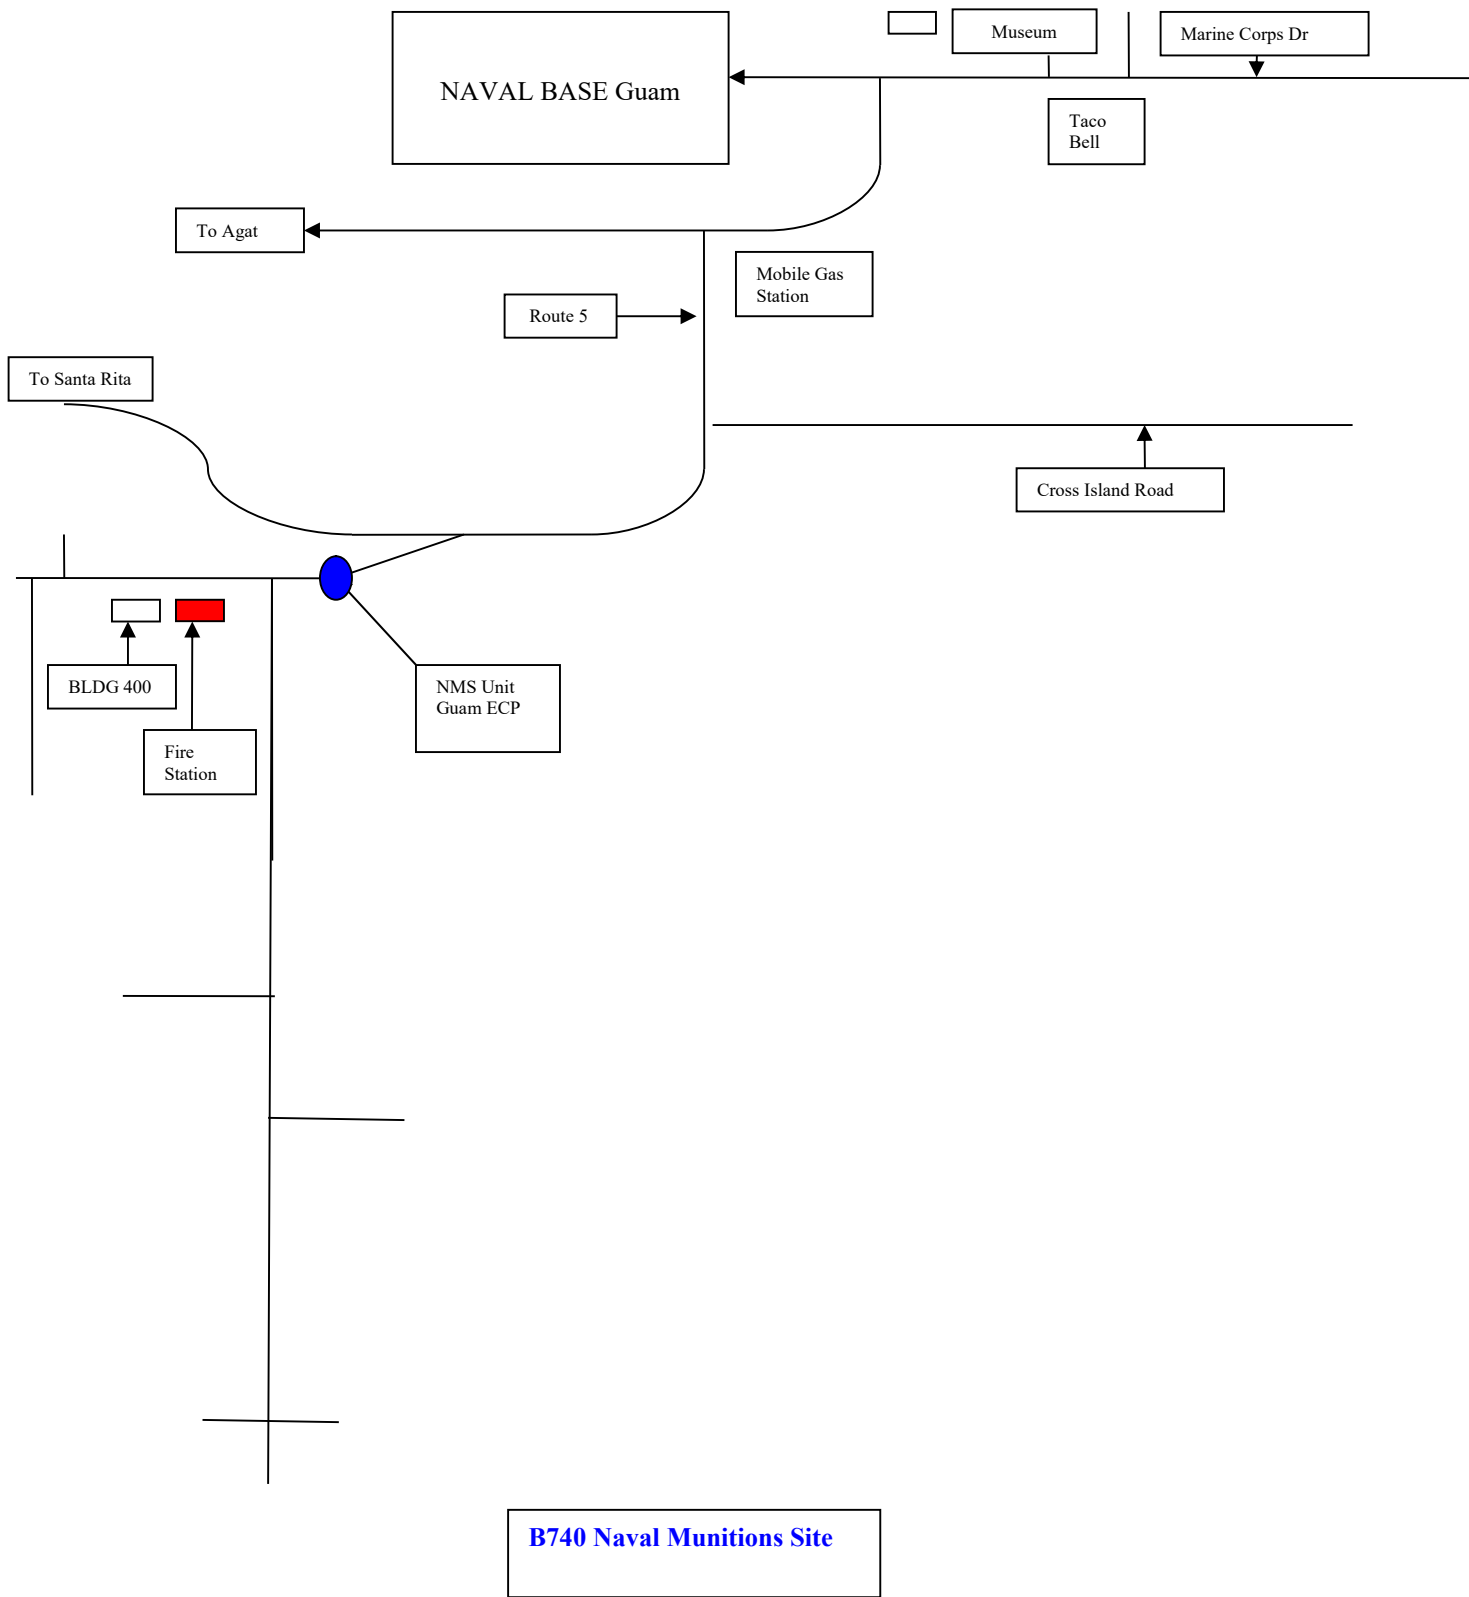 Museum
Marine Corps Dr
NAVAL BASE Guam
Taco
Bell
To Agat
Mobile Gas
Station
Route 5
To Santa Rita
Cross Island Road
BLDG 400
NMS Unit
Guam ECP
Fire
Station
B740 Naval Munitions Site